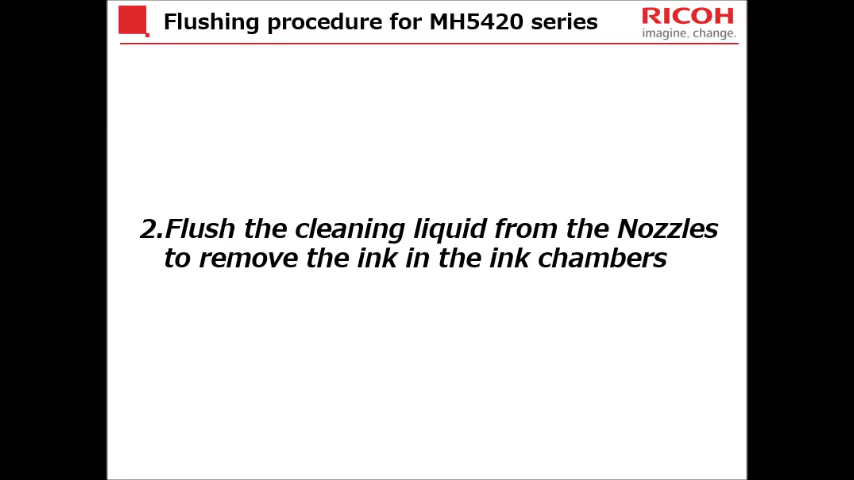 Flushing procedure for MH5420 series
RICOH
imagine. change.
2.Flush the cleaning liquid from the Nozzles
to remove the ink in the ink chambers